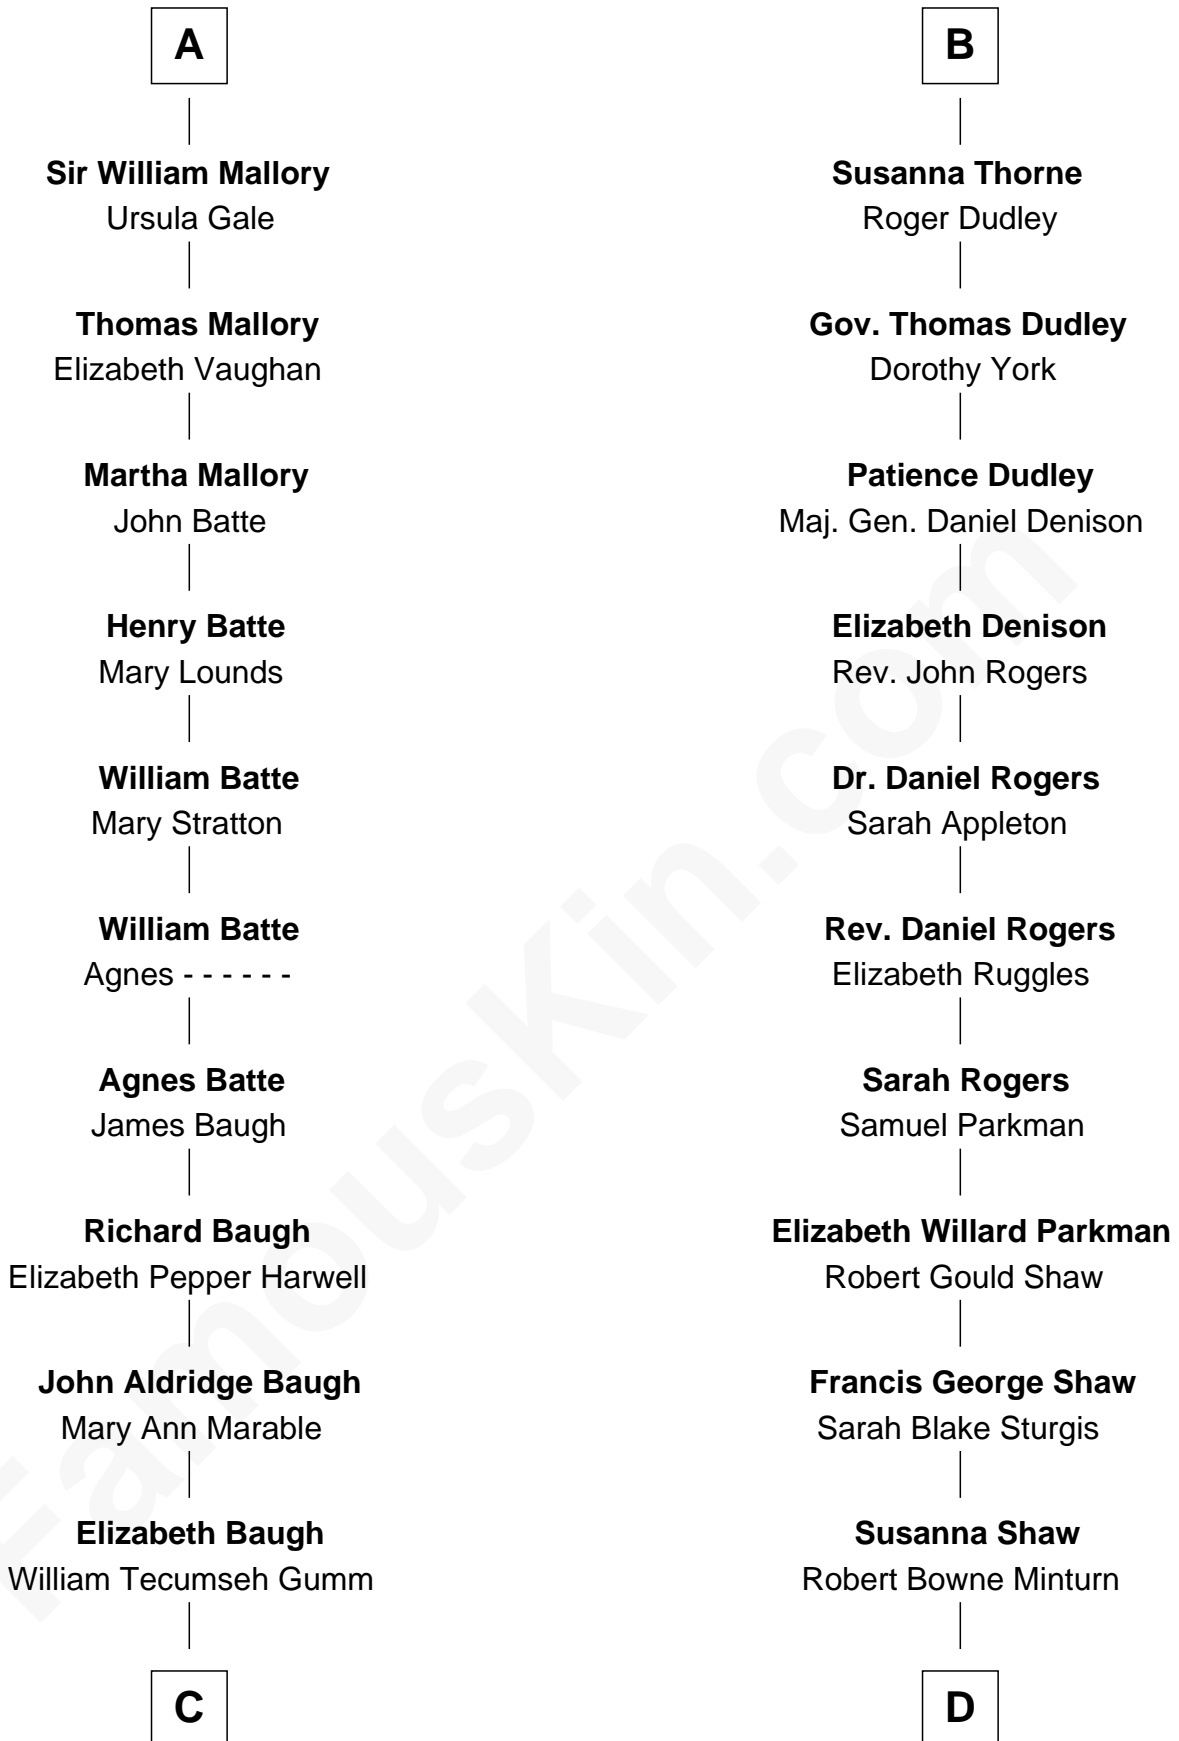 A
Sir William Mallory
Ursula Gale
Thomas Mallory
Elizabeth Vaughan
Martha Mallory
John Batte
Henry Batte
Mary Lounds
William Batte
Mary Stratton
William Batte
Agnes - - - - - -
Agnes Batte
James Baugh
Richard Baugh
Elizabeth Pepper Harwell
John Aldridge Baugh
Mary Ann Marable
Elizabeth Baugh
William Tecumseh Gumm
C
B
Susanna Thorne
Roger Dudley
Gov. Thomas Dudley
Dorothy York
Patience Dudley
Maj. Gen. Daniel Denison
Elizabeth Denison
Rev. John Rogers
Dr. Daniel Rogers
Sarah Appleton
Rev. Daniel Rogers
Elizabeth Ruggles
Sarah Rogers
Samuel Parkman
Elizabeth Willard Parkman
Robert Gould Shaw
Francis George Shaw
Sarah Blake Sturgis
Susanna Shaw
Robert Bowne Minturn
D
FamousKin.com